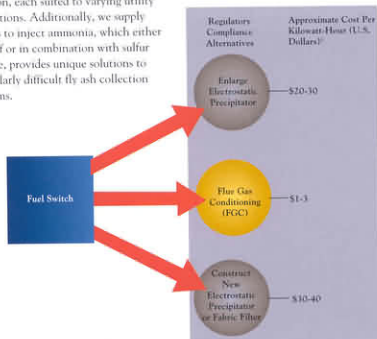 on, each suited to varying utility
tions. Additionally, we supply
s to inject ammonia, which either
f or in combination with sulfur
e, provides unique solutions to
larly difficult fly ash collection
ns.
Regulatory
Compliance
Alternatives
Approximate Cost Per
Kilowatt-Hour (U.S.
Dollars)
Enlarge
Electrostatic
Precipitator
$20-30
Fuel Switch
Flue Gas
Conditioning
(FGC)
$1-3
Construct
New
Electrostatic
Precipitator
or Fabric Filter
$30-40